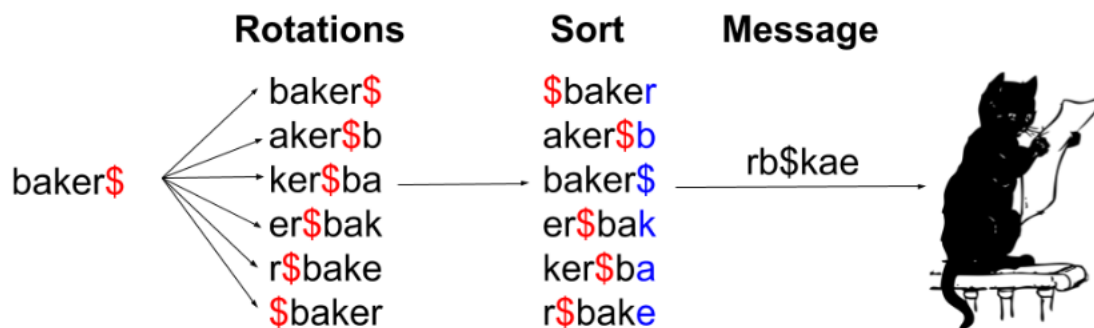 Rotations Sort Message
baker$ $baker
aker$b aker$b
baker$ ker$ba baker$ rb$kae
er$bak er$bak
r$bake ker$ba
$baker r$bake